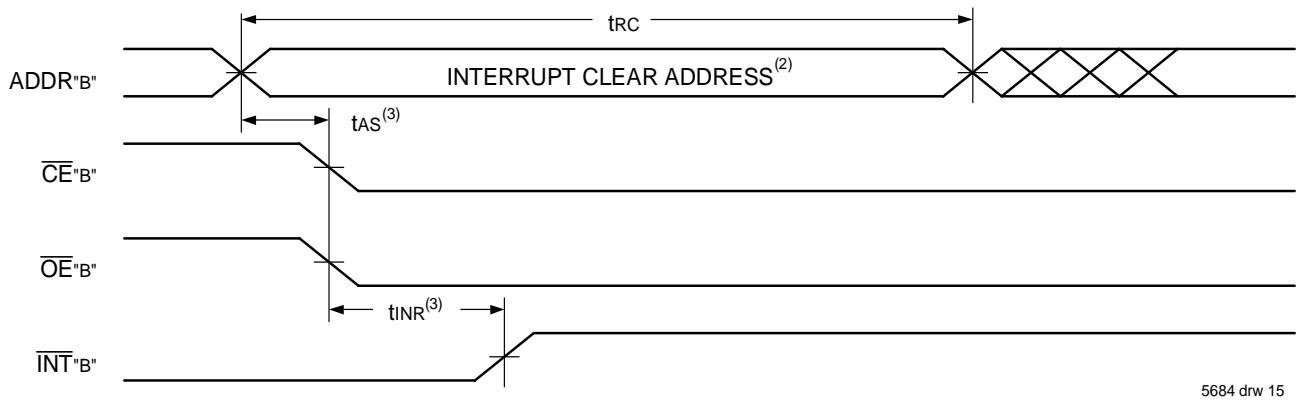 tRC
ADDR"B"
INTERRUPT CLEAR ADDRESS(2)
tAS(3)
CE"B"
OE"B"
tINR(3)
INT"B"
5684 drw 15